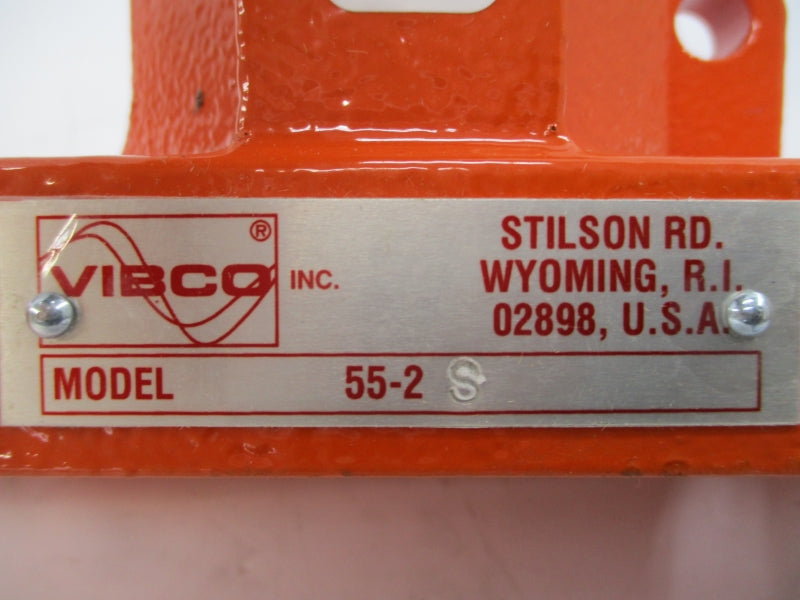 VIBCO ® INC.
STILSON RD.
WYOMING, R.I.
02898, U.S.A.
MODEL 55-2 S